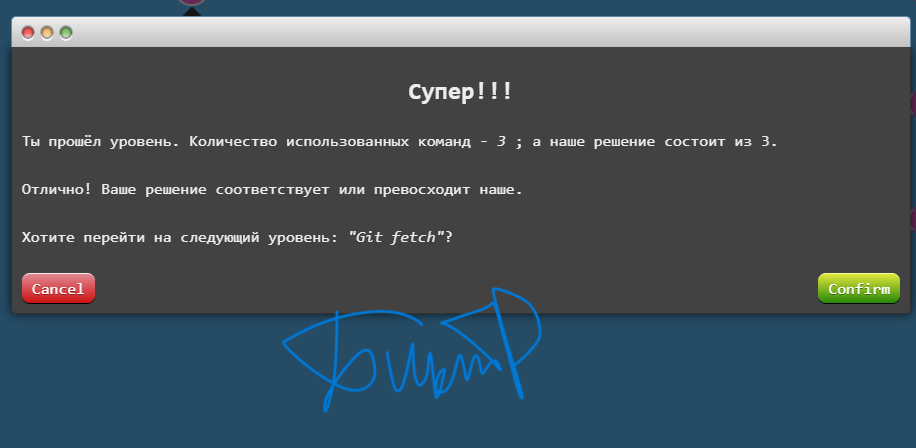 Супер!!!
Ты прошёл уровень. Количество использованных команд - 3 ; а наше решение состоит из 3.
Отлично! Ваше решение соответствует или превосходит наше.
Хотите перейти на следующий уровень: "Git fetch"?
Cancel
Confirm